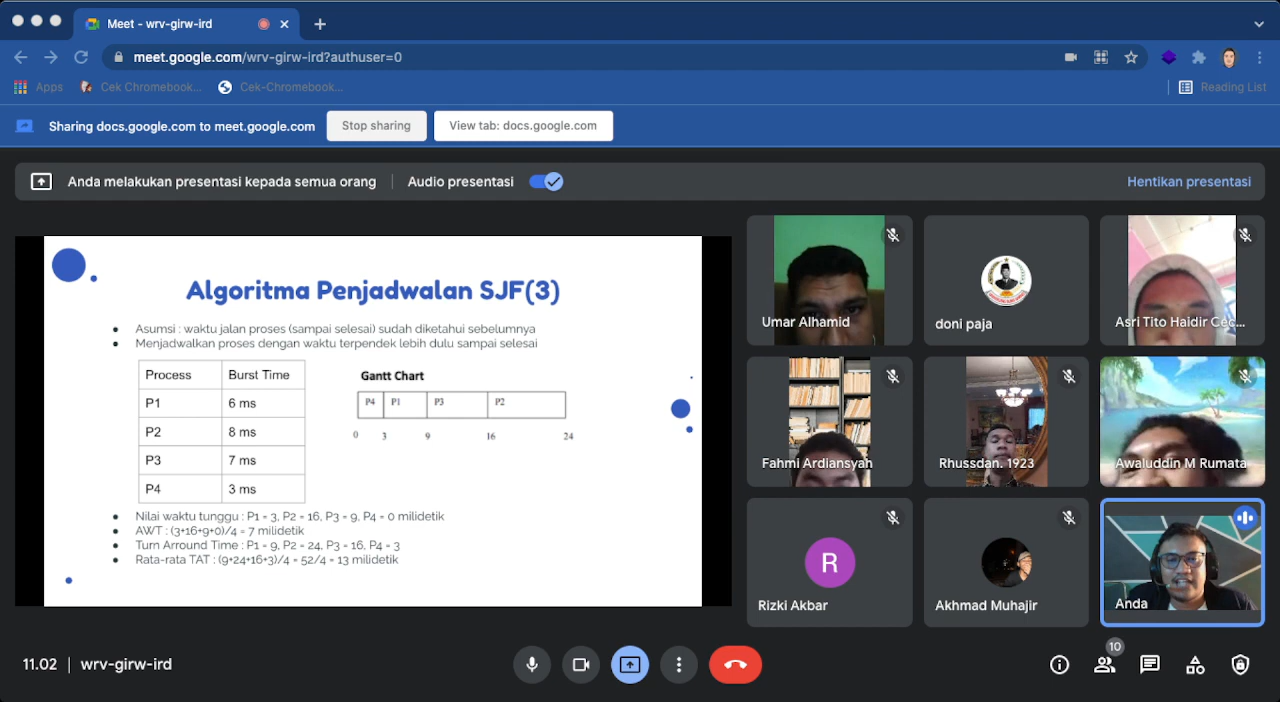 Meet - wrv-girw-ird
meet.google.com/wrv-girw-ird?authuser=0
Apps Cek Chromebook... Cek-Chromebook... Reading List
Sharing docs.google.com to meet.google.com Stop sharing View tab: docs.google.com
Anda melakukan presentasi kepada semua orang Audio presentasi Hentikan presentasi
Algoritma Penjadwalan SJF(3)
Asumsi : waktu jalan proses (sampai selesai) sudah diketahui sebelumnya
Menjadwalkan proses dengan waktu terpendek lebih dulu sampai selesai
Process Burst Time
P1 6 ms
P2 8 ms
P3 7 ms
P4 3 ms
Gantt Chart
P4 P1 P3 P2
0 3 9 16 24
Nilai waktu tunggu : P1 = 3, P2 = 16, P3 = 9, P4 = 0 milidetik
AWT : (3+16+9+0)/4 = 7 milidetik
Turn Arround Time : P1 = 9, P2 = 24, P3 = 16, P4 = 3
Rata-rata TAT : (9+24+16+3)/4 = 52/4 = 13 milidetik
Umar Alhamid
doni paja
Asri Tito Haidir Cec...
Fahmi Ardiansyah
Rhussdan. 1923
Awaluddin M Rumata
R
Rizki Akbar
Akhmad Muhajir
Anda
11.02 | wrv-girw-ird
10